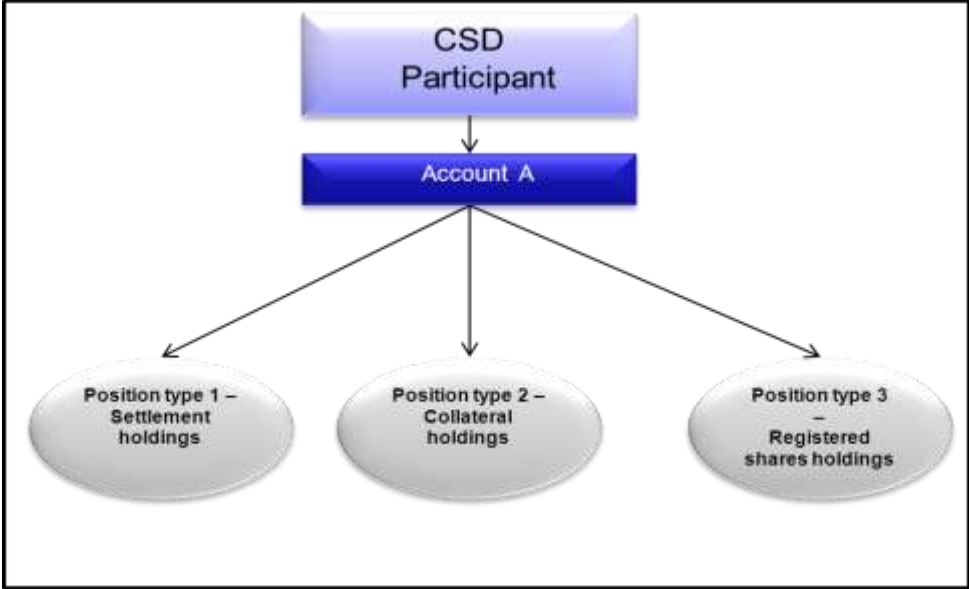 CSD
Participant
Account A
Position type 1 –
Settlement
holdings
Position type 2 –
Collateral
holdings
Position type 3
–
Registered
shares holdings